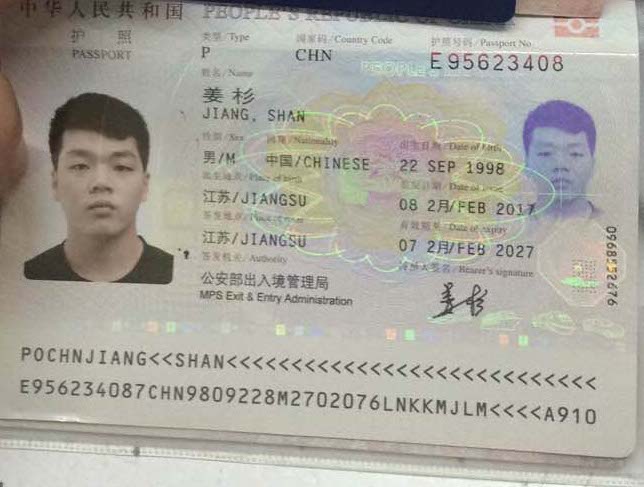 中华人民共和国 PEOPLE'S REPUBLIC OF
护照
PASSPORT
类型/Type
国家码/Country Code
护照号码/Passport No
P
CHN
E95623408
姓名/Name
姜杉
JIANG, SHAN
性别/Sex
国籍/Nationality
出生日期/Date of birth
男/M
中国/CHINESE
22 SEP 1998
出生地点/Place of birth
签发日期/Date of issue
江苏/JIANGSU
08 2月/FEB 2017
签发地点/Place of issue
有效期至/Date of expiry
江苏/JIANGSU
07 2月/FEB 2027
签发机关/Authority
持照人签名/Bearer's signature
公安部出入境管理局
MPS Exit & Entry Administration
姜杉
POCHNJIANG<<SHAN<<<<<<<<<<<<<<<<<<<<<<<<<<<<
E956234087CHN9809228M2702076LNKKMJLM<<<<A910